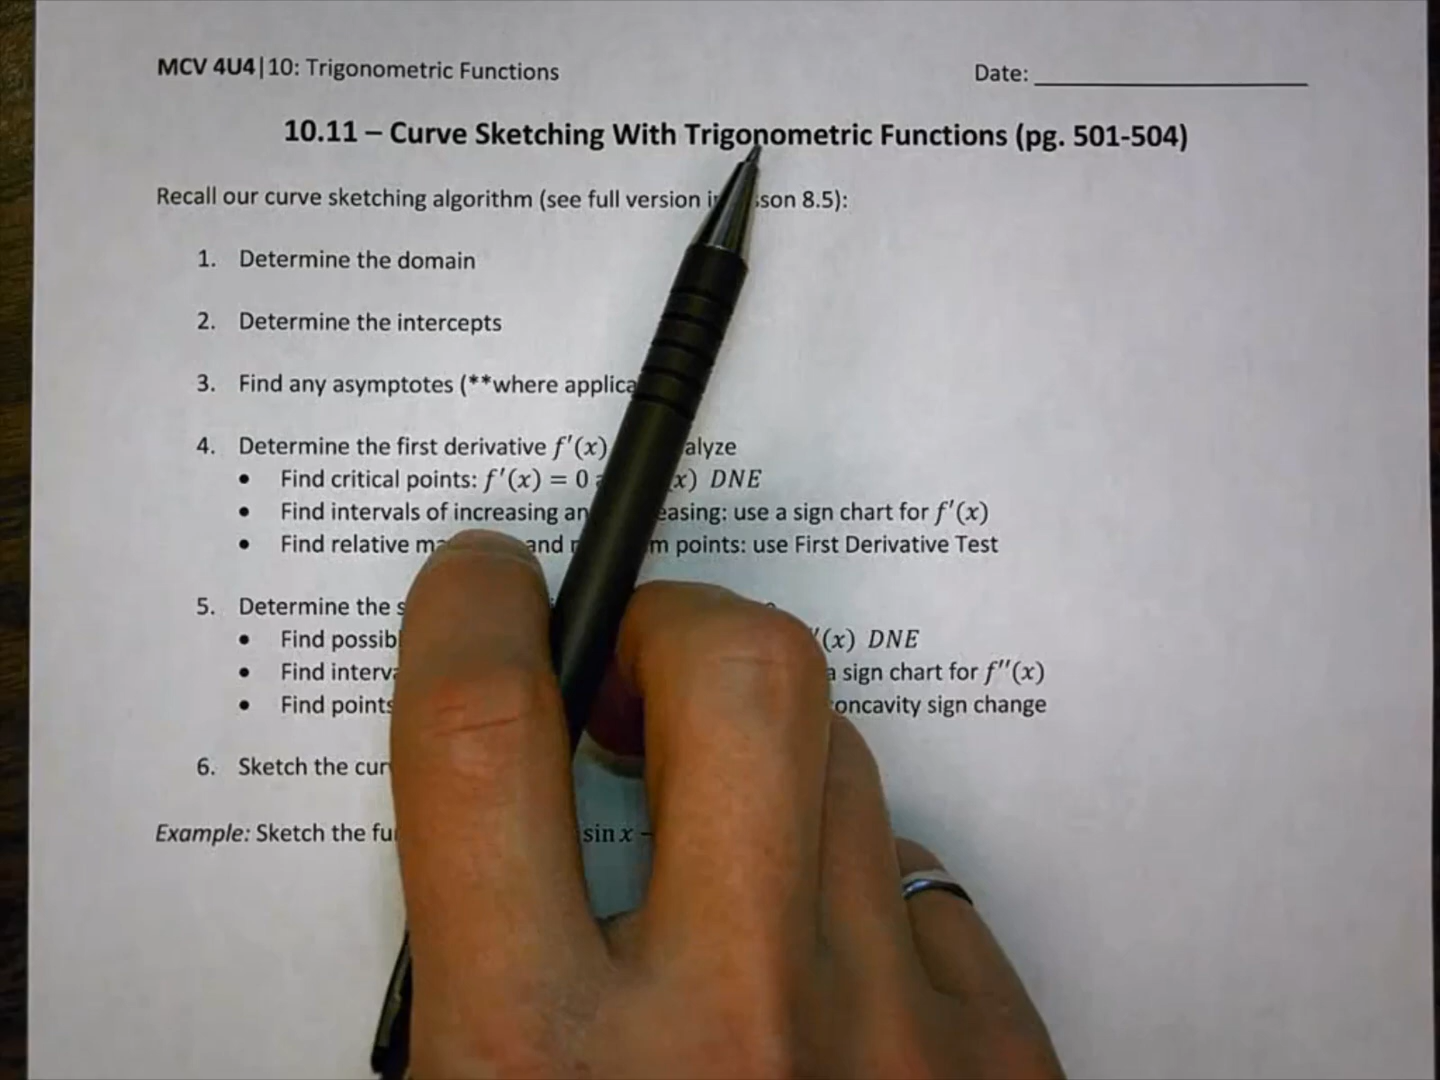 MCV 4U4|10: Trigonometric Functions Date: ____________________
10.11 – Curve Sketching With Trigonometric Functions (pg. 501-504)
Recall our curve sketching algorithm (see full version son 8.5):
1. Determine the domain
2. Determine the intercepts
3. Find any asymptotes (**where applica
4. Determine the first derivative f′(x) alyze
• Find critical points: f′(x) = 0 x) DNE
• Find intervals of increasing an easing: use a sign chart for f′(x)
• Find relative and m points: use First Derivative Test
5. Determine the s
• Find possib ′(x) DNE
• Find interva a sign chart for f′′(x)
• Find points oncavity sign change
6. Sketch the cur
Example: Sketch the fu sin x –